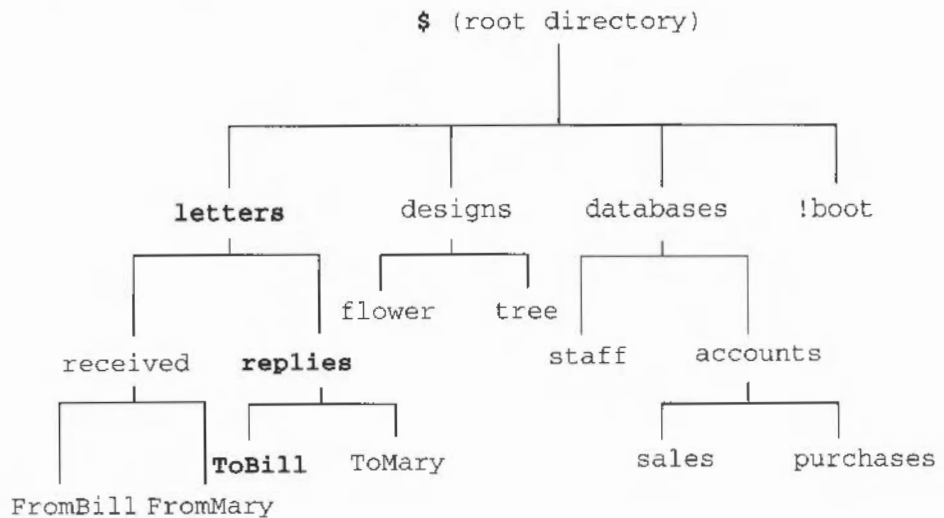 $ (root directory)
letters designs databases !boot
flower tree
received replies staff accounts
ToBill ToMary sales purchases
FromBill FromMary